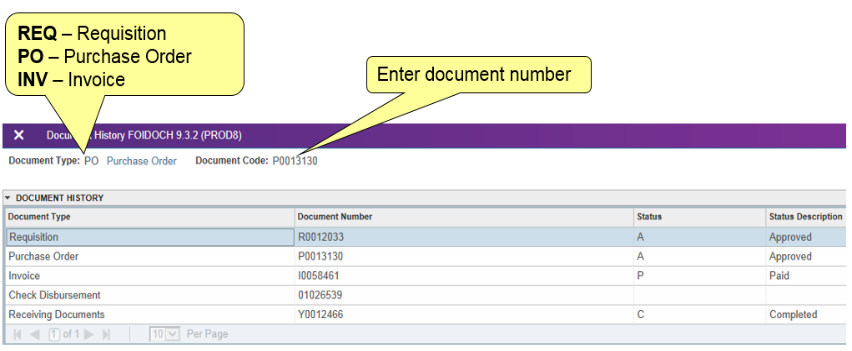 REQ – Requisition
PO – Purchase Order
INV – Invoice
Enter document number
Document History FOIDOCH 9.3.2 (PROD8)
Document Type: PO Purchase Order Document Code: P0013130
DOCUMENT HISTORY
Document Type Document Number Status Status Description
Requisition R0012033 A Approved
Purchase Order P0013130 A Approved
Invoice I0058461 P Paid
Check Disbursement 01026539
Receiving Documents Y0012466 C Completed
1 of 1 10 Per Page